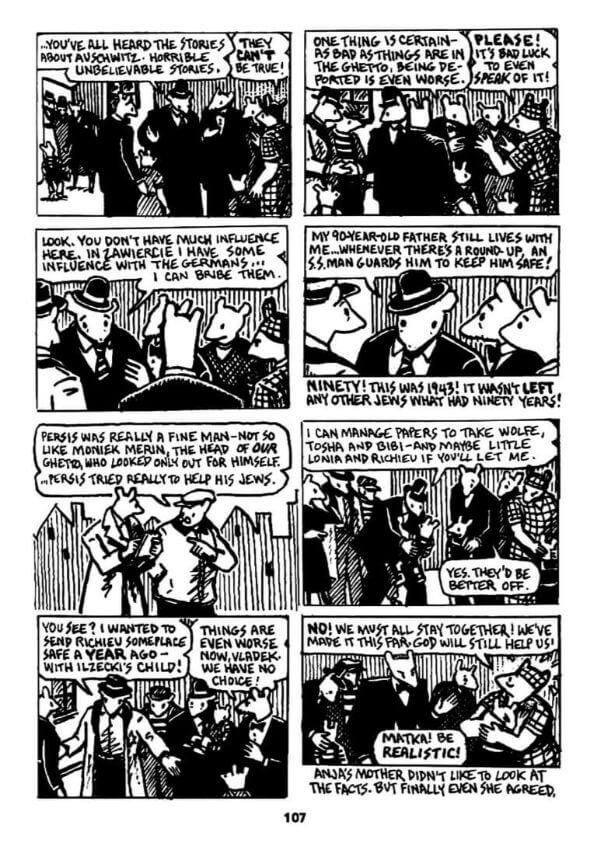 ...YOU'VE ALL HEARD THE STORIES
ABOUT AUSCHWITZ. HORRIBLE,
UNBELIEVABLE STORIES.
THEY
CAN'T
BE TRUE!
ONE THING IS CERTAIN-
AS BAD AS THINGS ARE IN
THE GHETTO, BEING DE-
PORTED IS EVEN WORSE.
PLEASE!
IT'S BAD LUCK
TO EVEN
SPEAK OF IT!
LOOK. YOU DON'T HAVE MUCH INFLUENCE
HERE. IN ZAWIERCIE I HAVE SOME
INFLUENCE WITH THE GERMANS...
I CAN BRIBE THEM.
MY 90-YEAR-OLD FATHER STILL LIVES WITH
ME...WHENEVER THERE'S A ROUND-UP, AN
S.S. MAN GUARDS HIM TO KEEP HIM SAFE!
NINETY! THIS WAS 1943! IT WASN'T LEFT
ANY OTHER JEWS WHAT HAD NINETY YEARS!
PERSIS WAS REALLY A FINE MAN-NOT SO
LIKE MONIEK MERIN, THE HEAD OF OUR
GHETTO, WHO LOOKED ONLY OUT FOR HIMSELF.
...PERSIS TRIED REALLY TO HELP HIS JEWS.
I CAN MANAGE PAPERS TO TAKE WOLFE,
TOSHA AND BIBI-AND MAYBE LITTLE
LONIA AND RICHIEU IF YOU'LL LET ME.
YES. THEY'D BE
BETTER OFF.
YOU SEE? I WANTED TO
SEND RICHIEU SOMEPLACE
SAFE A YEAR AGO-
WITH ILZECKI'S CHILD!
THINGS ARE
EVEN WORSE
NOW, VLADEK.
WE HAVE NO
CHOICE!
NO! WE MUST ALL STAY TOGETHER! WE'VE
MADE IT THIS FAR. GOD WILL STILL HELP US!
MATKA! BE
REALISTIC!
ANJA'S MOTHER DIDN'T LIKE TO LOOK AT
THE FACTS. BUT FINALLY EVEN SHE AGREED.
107